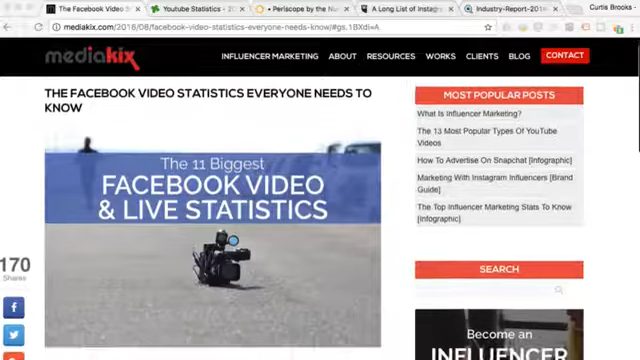 The Facebook Video S
Youtube Statistics
Periscope by the Nu
A Long List of Instagr
Industry-Report-201
Curtis Brooks
mediakix.com/2016/08/facebook-video-statistics-everyone-needs-to-know/#gs.1BXdi=A
mediakix
INFLUENCER MARKETING ABOUT RESOURCES WORKS CLIENTS BLOG CONTACT
THE FACEBOOK VIDEO STATISTICS EVERYONE NEEDS TO
KNOW
The 11 Biggest
FACEBOOK VIDEO
& LIVE STATISTICS
170
Shares
MOST POPULAR POSTS
What Is Influencer Marketing?
The 13 Most Popular Types Of YouTube
Videos
How To Advertise On Snapchat [Infographic]
Marketing With Instagram Influencers [Brand
Guide]
The Top Influencer Marketing Stats To Know
[Infographic]
SEARCH
Become an
INFLUENCER